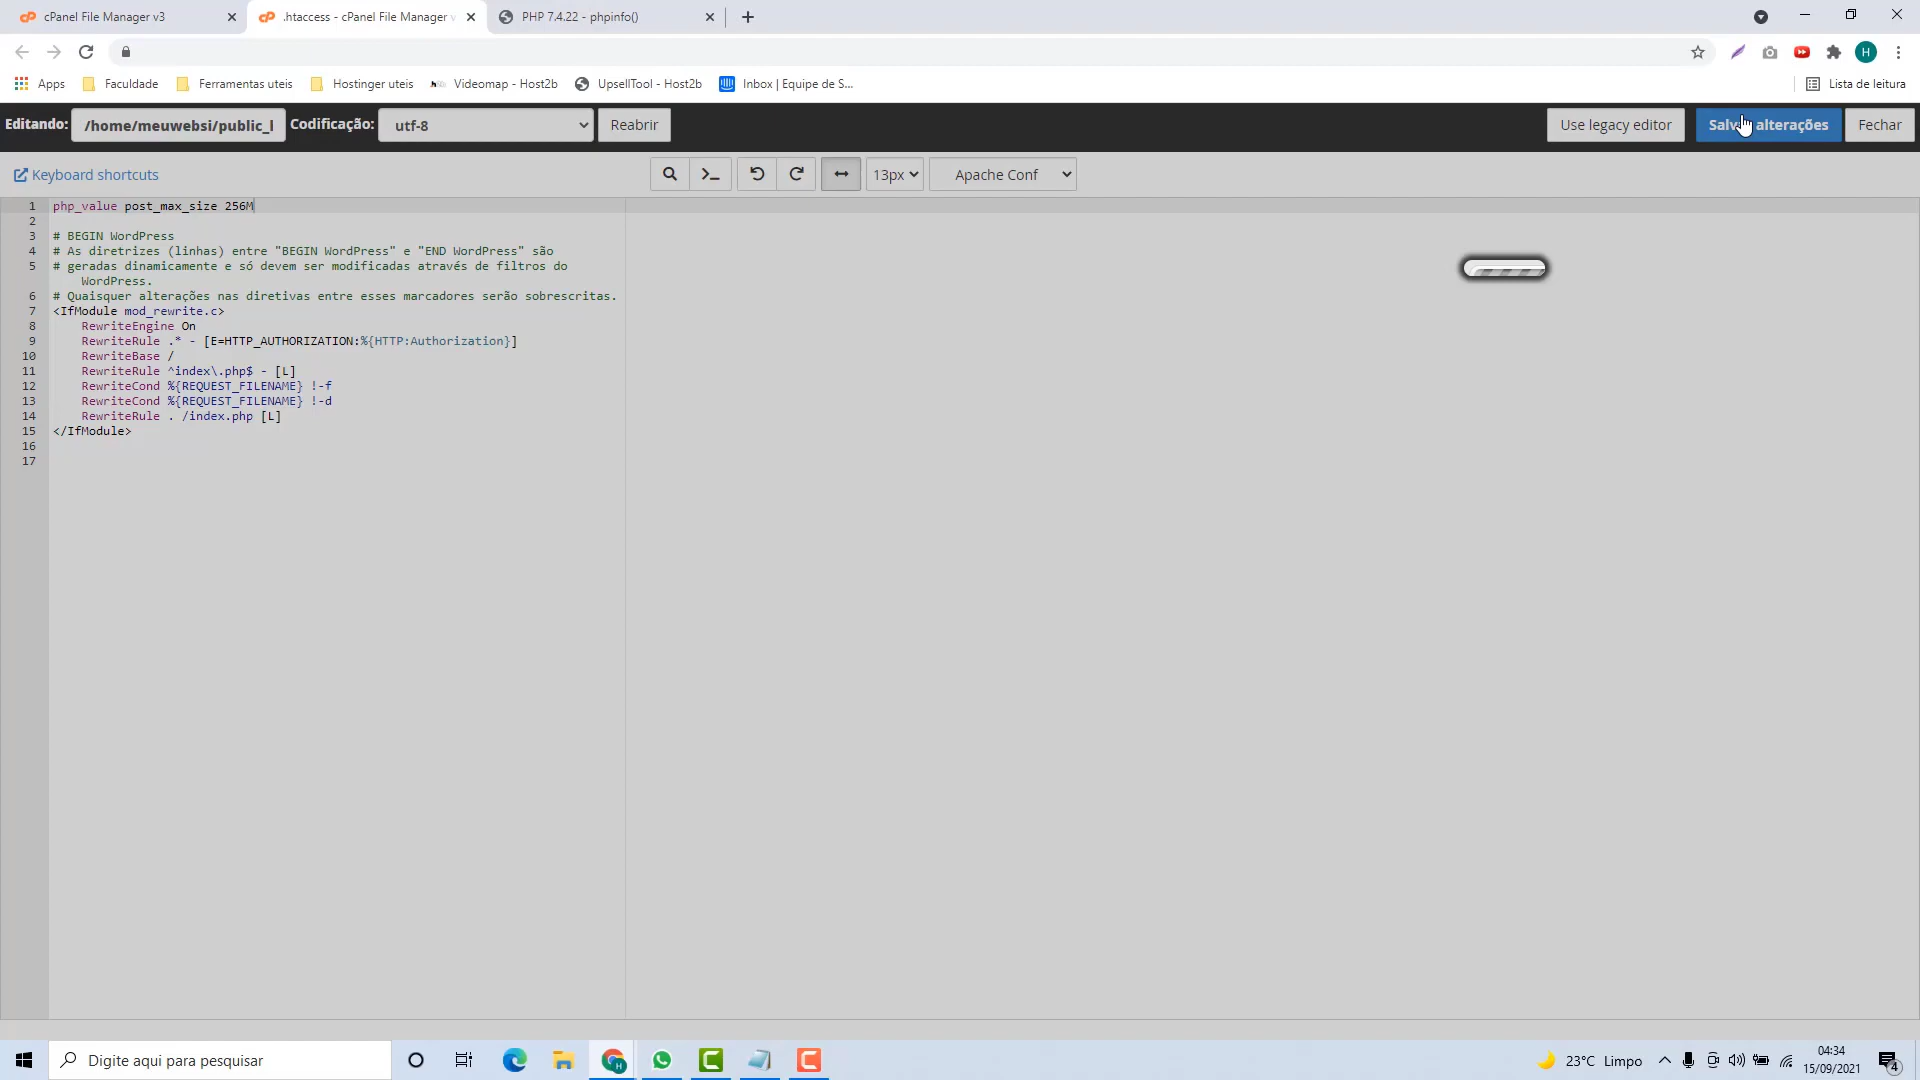 cPanel File Manager v3
.htaccess - cPanel File Manager v
PHP 7.4.22 - phpinfo()
H
Apps
Faculdade
Ferramentas uteis
Hostinger uteis
Videomap - Host2b
UpsellTool - Host2b
Inbox | Equipe de S...
Lista de leitura
Editando:
/home/meuwebsi/public_
Codificação:
utf-8
Reabrir
Use legacy editor
alterações
Fechar
Keyboard shortcuts
13px
Apache Conf
1 php_value post_max_size 256M
2
3 # BEGIN WordPress
4 # As diretrizes (linhas) entre "BEGIN WordPress" e "END WordPress" são
5 # geradas dinamicamente e só devem ser modificadas através de filtros do
WordPress.
6 # Quaisquer alterações nas diretivas entre esses marcadores serão sobrescritas.
7 <IfModule mod_rewrite.c>
8 RewriteEngine On
9 RewriteRule .* - [E=HTTP_AUTHORIZATION:%{HTTP:Authorization}]
10 RewriteBase /
11 RewriteRule ^index\.php$ - [L]
12 RewriteCond %{REQUEST_FILENAME} !-f
13 RewriteCond %{REQUEST_FILENAME} !-d
14 RewriteRule . /index.php [L]
15 </IfModule>
16
17
Digite aqui para pesquisar
23°C Limpo
04:34
15/09/2021
4